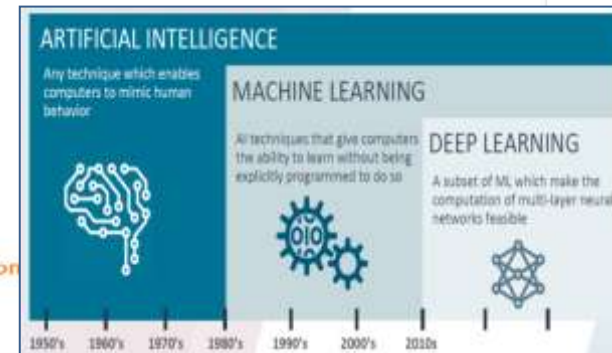 ARTIFICIAL INTELLIGENCE
Any technique which enables
computers to mimic human
behavior
MACHINE LEARNING
AI techniques that give computers
the ability to learn without being
explicitly programmed to do so
DEEP LEARNING
A subset of ML which make the
computation of multi-layer neural
networks feasible
OIO
on
1950's 1960's 1970's 1980's 1990's 2000's 2010s